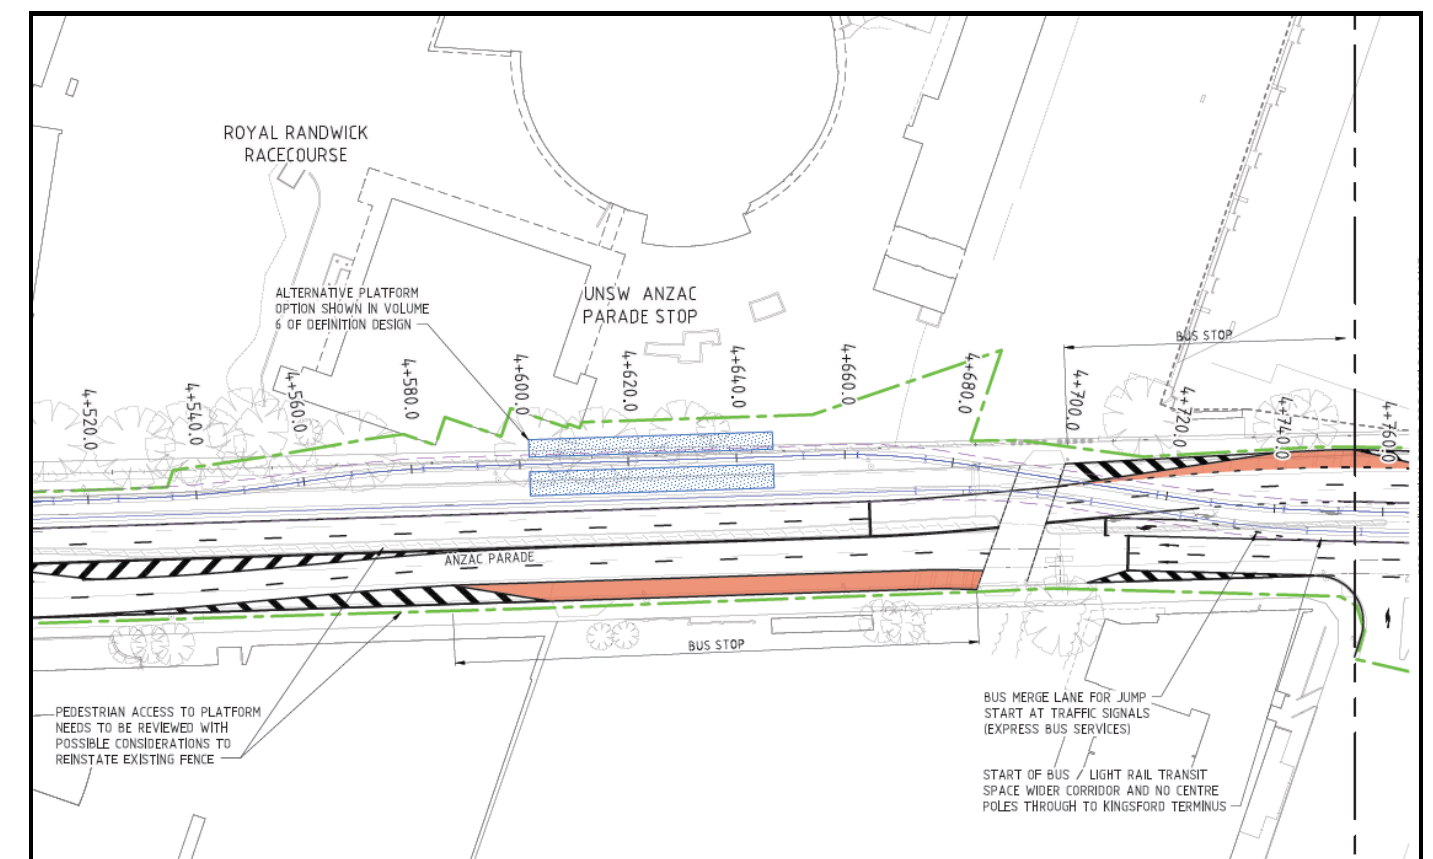 ROYAL RANDWICK
RACECOURSE
ALTERNATIVE PLATFORM
OPTION SHOWN IN VOLUME
6 OF DEFINITION DESIGN
UNSW ANZAC
PARADE STOP
BUS STOP
4+520.0
4+540.0
4+560.0
4+580.0
4+600.0
4+620.0
4+640.0
4+660.0
4+680.0
4+700.0
4+720.0
4+740.0
4+760.0
ANZAC PARADE
BUS STOP
PEDESTRIAN ACCESS TO PLATFORM
NEEDS TO BE REVIEWED WITH
POSSIBLE CONSIDERATIONS TO
REINSTATE EXISTING FENCE
BUS MERGE LANE FOR JUMP
START AT TRAFFIC SIGNALS
(EXPRESS BUS SERVICES)
START OF BUS / LIGHT RAIL TRANSIT
SPACE WIDER CORRIDOR AND NO CENTRE
POLES THROUGH TO KINGSFORD TERMINUS